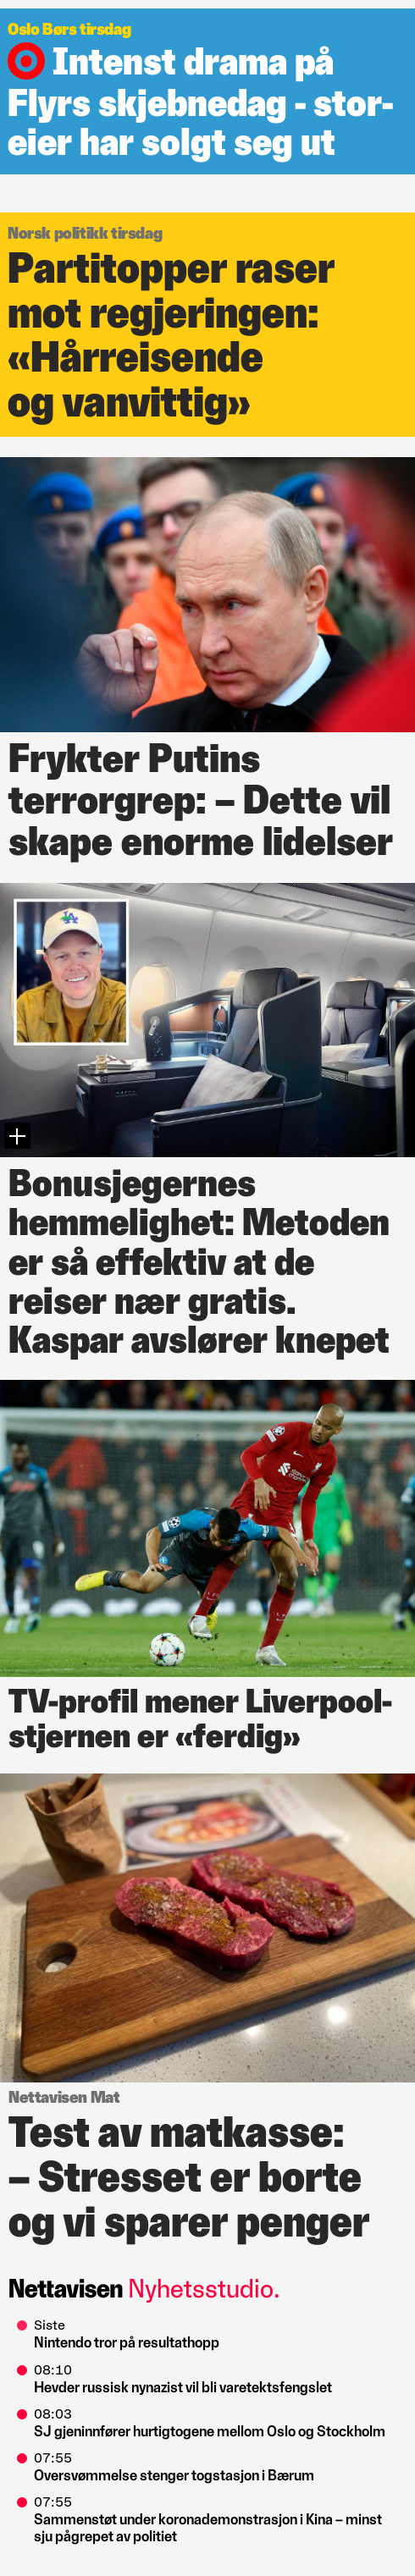 Oslo Børs tirsdag
Intenst drama på
Flyrs skjebnedag - stor-
eier har solgt seg ut
Norsk politikk tirsdag
Partitopper raser
mot regjeringen:
«Hårreisende
og vanvittig»
Frykter Putins
terrorgrep: – Dette vil
skape enorme lidelser
LA
Bonusjegernes
hemmelighet: Metoden
er så effektiv at de
reiser nær gratis.
Kaspar avslører knepet
TV-profil mener Liverpool-
stjernen er «ferdig»
Nettavisen Mat
Test av matkasse:
– Stresset er borte
og vi sparer penger
Nettavisen Nyhetsstudio.
Siste
Nintendo tror på resultathopp
08:10
Hevder russisk nynazist vil bli varetektsfengslet
08:03
SJ gjeninnfører hurtigtogene mellom Oslo og Stockholm
07:55
Oversvømmelse stenger togstasjon i Bærum
07:55
Sammenstøt under koronademonstrasjon i Kina – minst
sju pågrepet av politiet